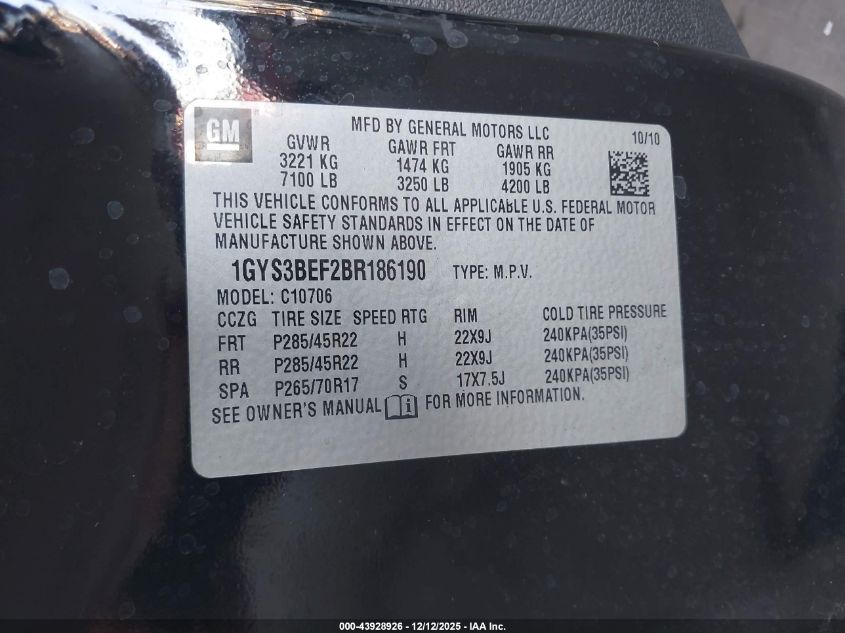 GM
MFD BY GENERAL MOTORS LLC
10/10
GVWR GAWR FRT GAWR RR
3221 KG 1474 KG 1905 KG
7100 LB 3250 LB 4200 LB
THIS VEHICLE CONFORMS TO ALL APPLICABLE U.S. FEDERAL MOTOR
VEHICLE SAFETY STANDARDS IN EFFECT ON THE DATE OF
MANUFACTURE SHOWN ABOVE.
1GYS3BEF2BR186190 TYPE: M.P.V.
MODEL: C10706
CCZG TIRE SIZE SPEED RTG RIM COLD TIRE PRESSURE
FRT P285/45R22 H 22X9J 240KPA(35PSI)
RR P285/45R22 H 22X9J 240KPA(35PSI)
SPA P265/70R17 S 17X7.5J 240KPA(35PSI)
SEE OWNER'S MANUAL FOR MORE INFORMATION.
000-43928926 - 12/12/2025 - IAA Inc.